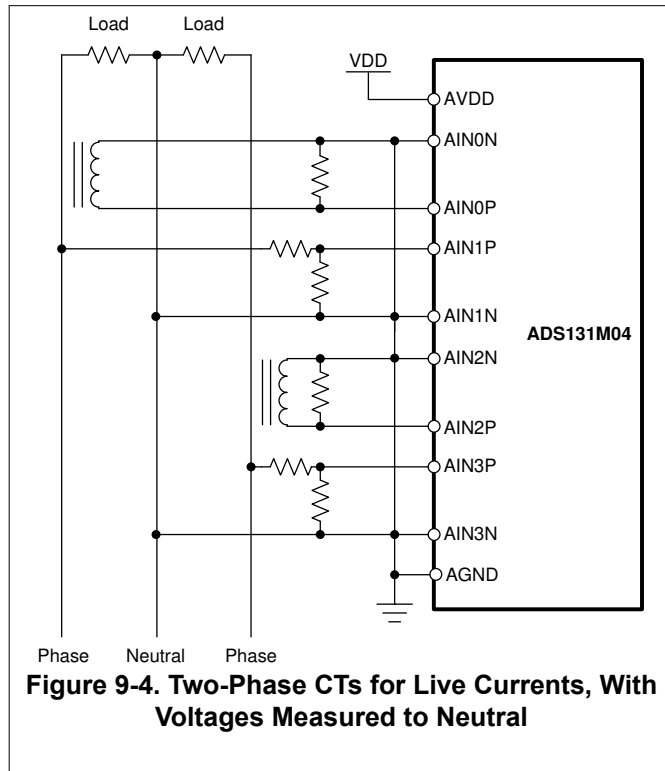 Load
Load
VDD
AVDD
AIN0N
AIN0P
AIN1P
AIN1N
ADS131M04
AIN2N
AIN2P
AIN3P
AIN3N
AGND
Phase
Neutral
Phase
Figure 9-4. Two-Phase CTs for Live Currents, With
Voltages Measured to Neutral